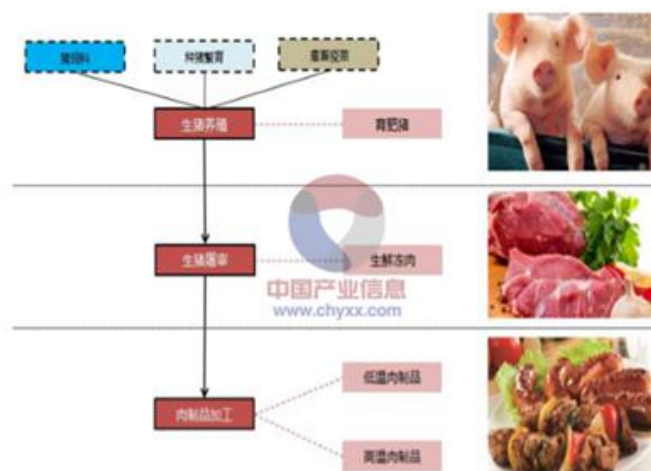 猪饲料
种猪繁育
畜禽疫苗
生猪养殖
育肥猪
生猪屠宰
生鲜冻肉
中国产业信息
www.chyxx.com
低温肉制品
肉制品加工
高温肉制品